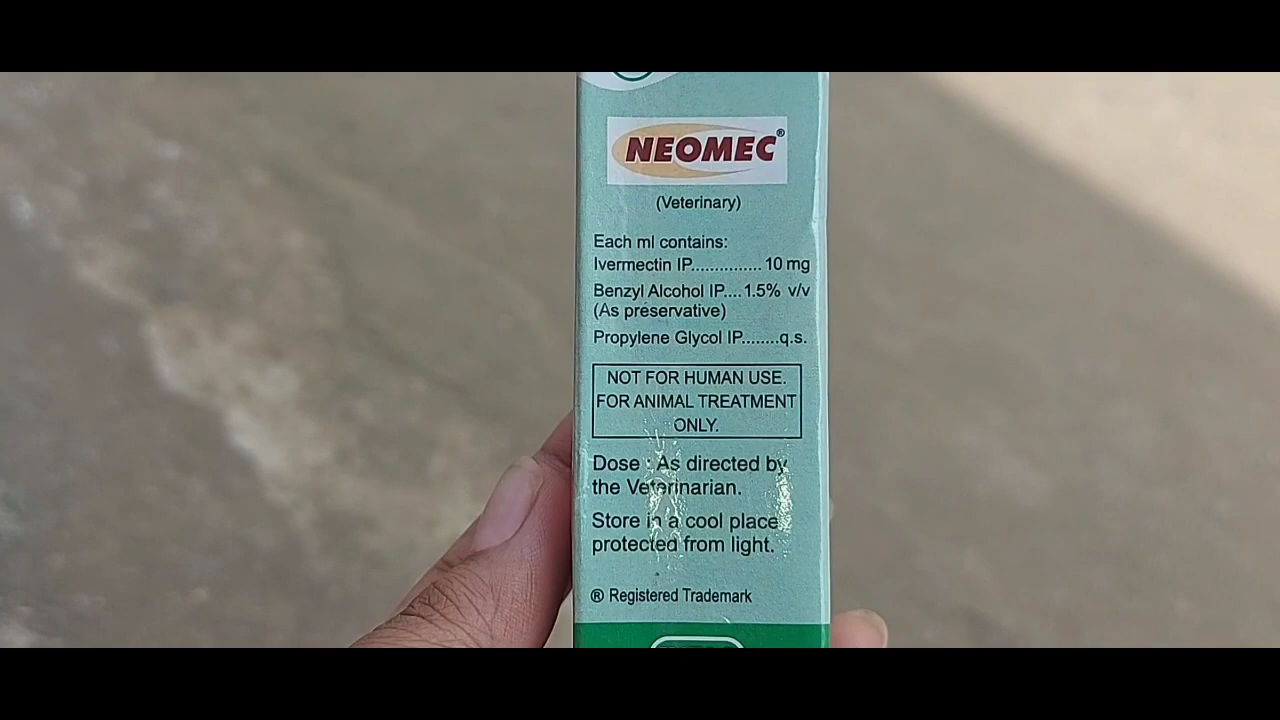 NEOMEC®
(Veterinary)
Each ml contains:
Ivermectin IP............... 10 mg
Benzyl Alcohol IP....1.5% v/v
(As preservative)
Propylene Glycol IP........q.s.
NOT FOR HUMAN USE.
FOR ANIMAL TREATMENT
ONLY.
Dose : As directed by
the Veterinarian.
Store in a cool place
protected from light.
® Registered Trademark